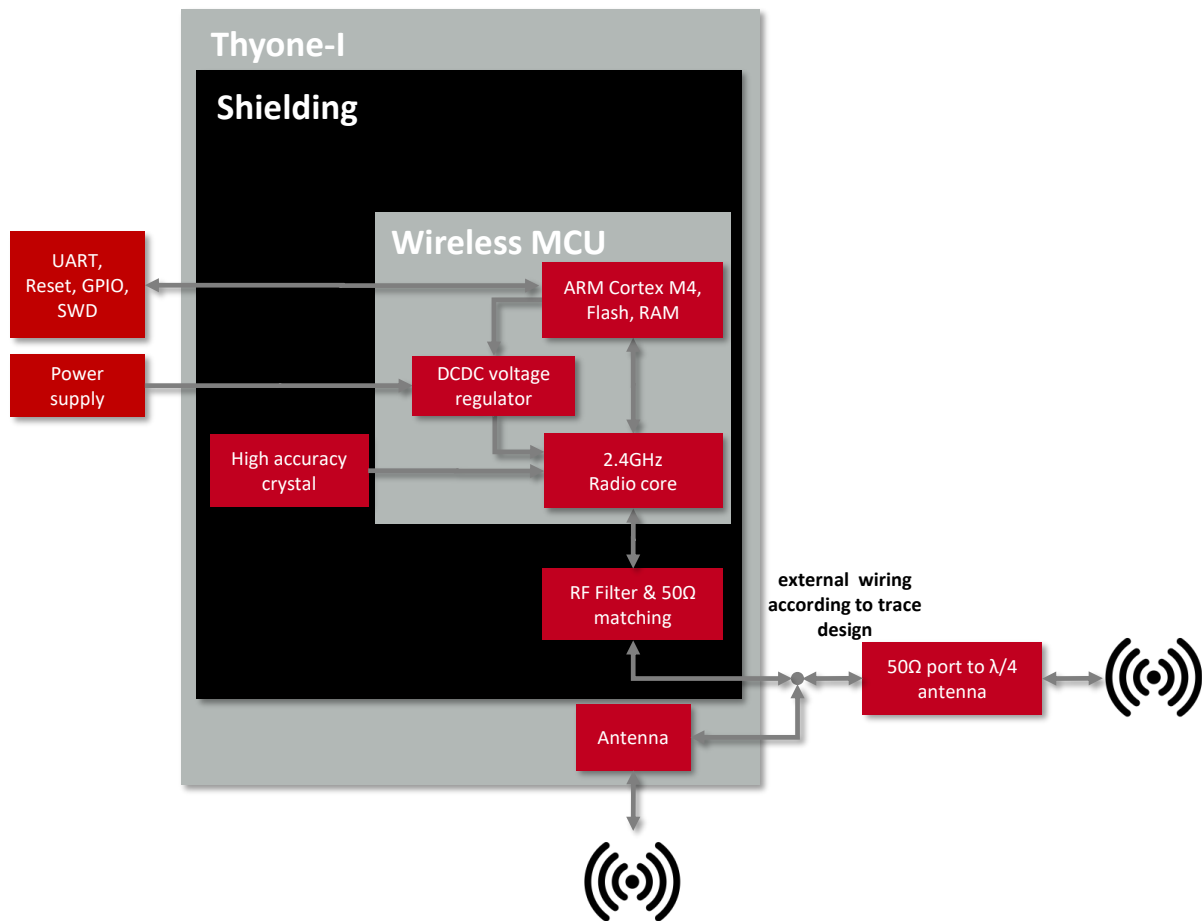 Thyone-I
Shielding
Wireless MCU
UART,
Reset, GPIO,
SWD
ARM Cortex M4,
Flash, RAM
Power
supply
DCDC voltage
regulator
High accuracy
crystal
2.4GHz
Radio core
RF Filter & 50Ω
matching
external wiring
according to trace
design
50Ω port to λ/4
antenna
Antenna